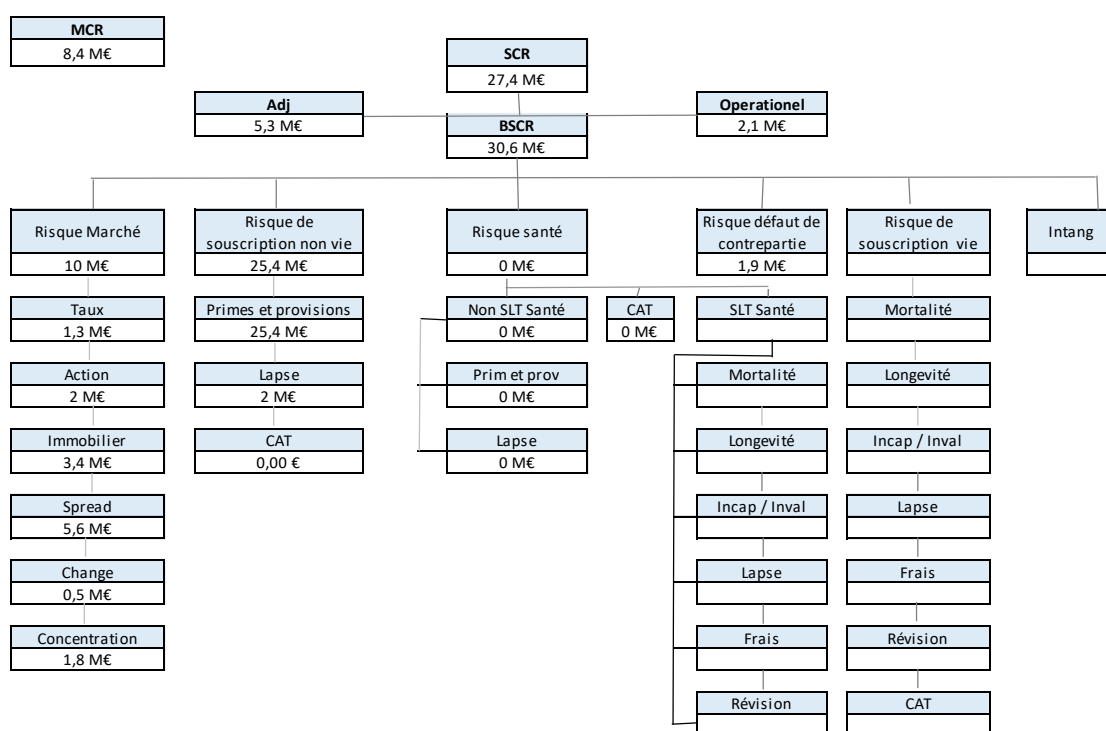 MCR
8,4 M€
SCR
27,4 M€
Adj
5,3 M€
Operationel
2,1 M€
BSCR
30,6 M€
Risque Marché
10 M€
Risque de
souscription non vie
25,4 M€
Risque santé
0 M€
Risque défaut de
contrepartie
1,9 M€
Risque de
souscription vie
Intang
Taux
1,3 M€
Primes et provisions
25,4 M€
Non SLT Santé
0 M€
CAT
0 M€
SLT Santé
Mortalité
Action
2 M€
Lapse
2 M€
Prim et prov
0 M€
Mortalité
Longevité
Immobilier
3,4 M€
CAT
0,00 €
Lapse
0 M€
Longevité
Incap / Inval
Spread
5,6 M€
Incap / Inval
Lapse
Change
0,5 M€
Lapse
Frais
Concentration
1,8 M€
Frais
Révision
Révision
CAT